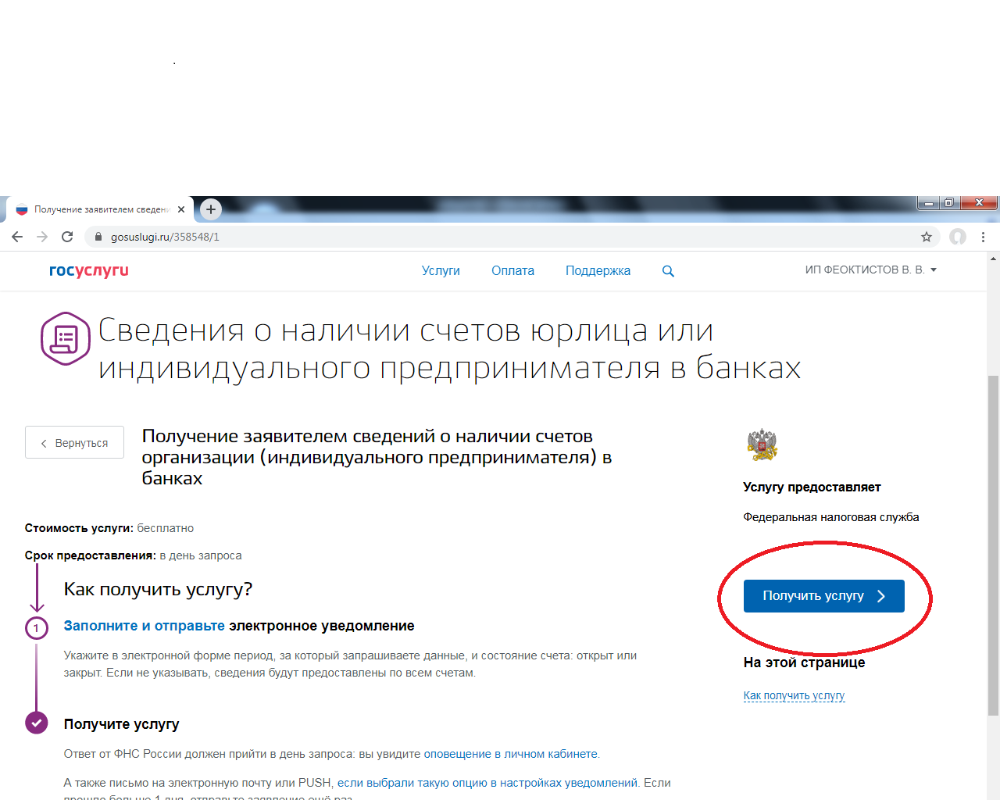 Получение заявителем сведени
gosuslugi.ru/358548/1
госуслуги
Услуги
Оплата
Поддержка
ИП ФЕОКТИСТОВ В. В.
Сведения о наличии счетов юрлица или
индивидуального предпринимателя в банках
Вернуться
Получение заявителем сведений о наличии счетов
организации (индивидуального предпринимателя) в
банках
Услугу предоставляет
Федеральная налоговая служба
Стоимость услуги: бесплатно
Срок предоставления: в день запроса
Как получить услугу?
Получить услугу
1
Заполните и отправьте электронное уведомление
Укажите в электронной форме период, за который запрашиваете данные, и состояние счета: открыт или
закрыт. Если не указывать, сведения будут предоставлены по всем счетам.
На этой странице
Как получить услугу
Получите услугу
Ответ от ФНС России должен прийти в день запроса: вы увидите оповещение в личном кабинете.
А также письмо на электронную почту или PUSH, если выбрали такую опцию в настройках уведомлений. Если
прошло больше 1 дня, отправьте заявление ещё раз.